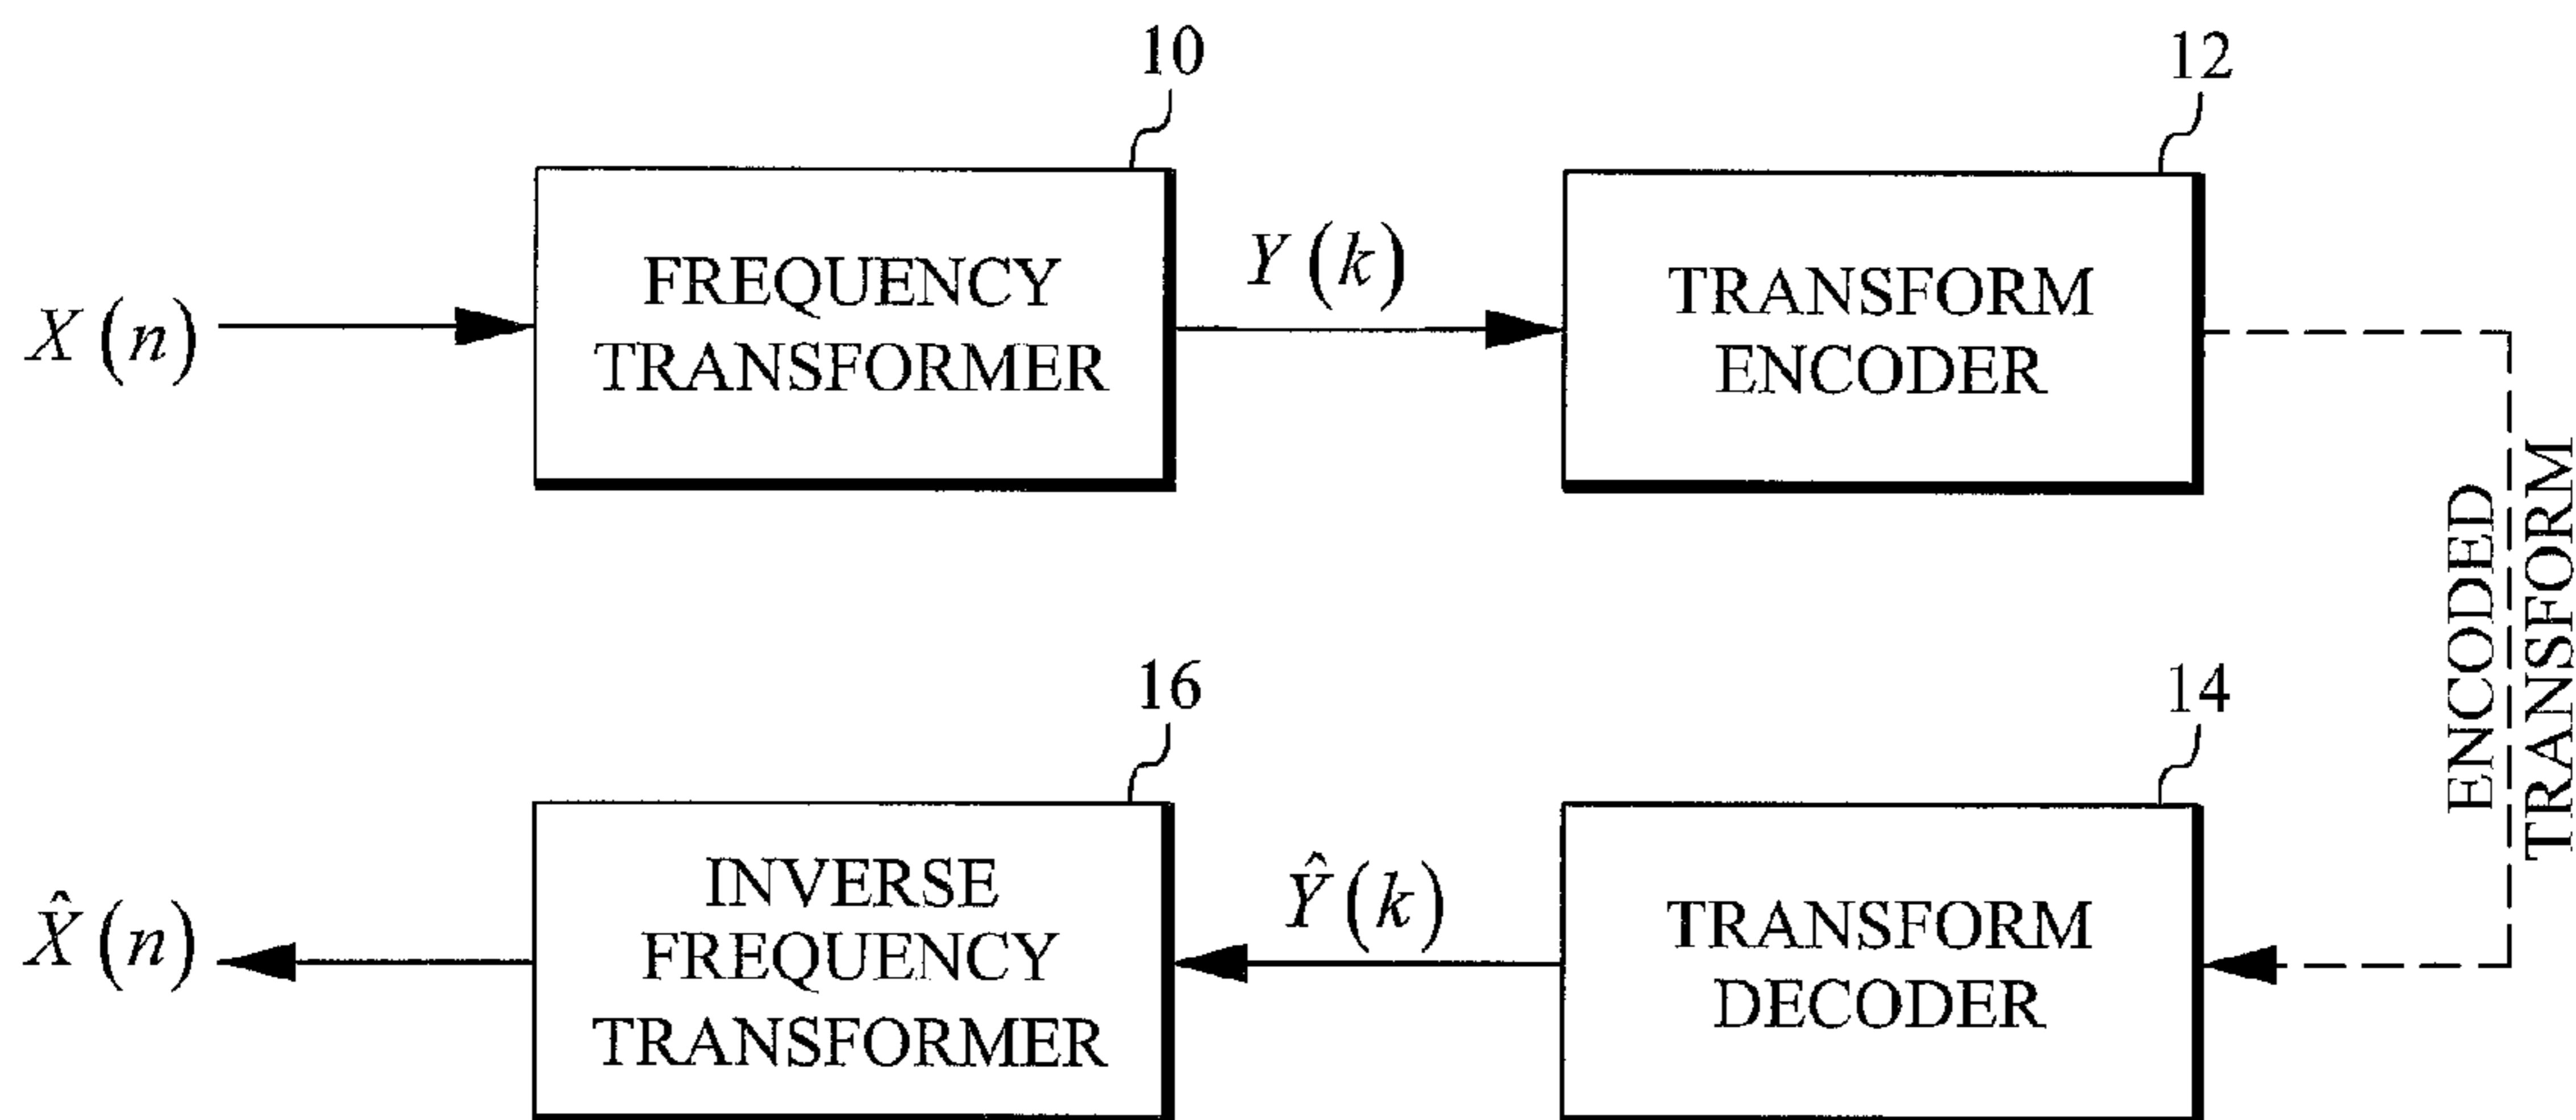 10
12
X(n)
FREQUENCY
TRANSFORMER
Y(k)
TRANSFORM
ENCODER
ENCODED
TRANSFORM
16
14
X̂(n)
INVERSE
FREQUENCY
TRANSFORMER
Ŷ(k)
TRANSFORM
DECODER